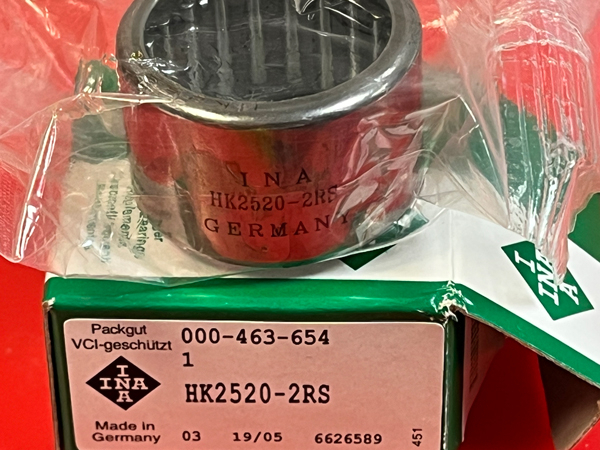 I N A
HK2520-2RS
GERMANY
INA
INA
Packgut
VCI-geschützt
000-463-654
1
INA
INA
HK2520-2RS
Made in
Germany
03 19/05 6626589
451